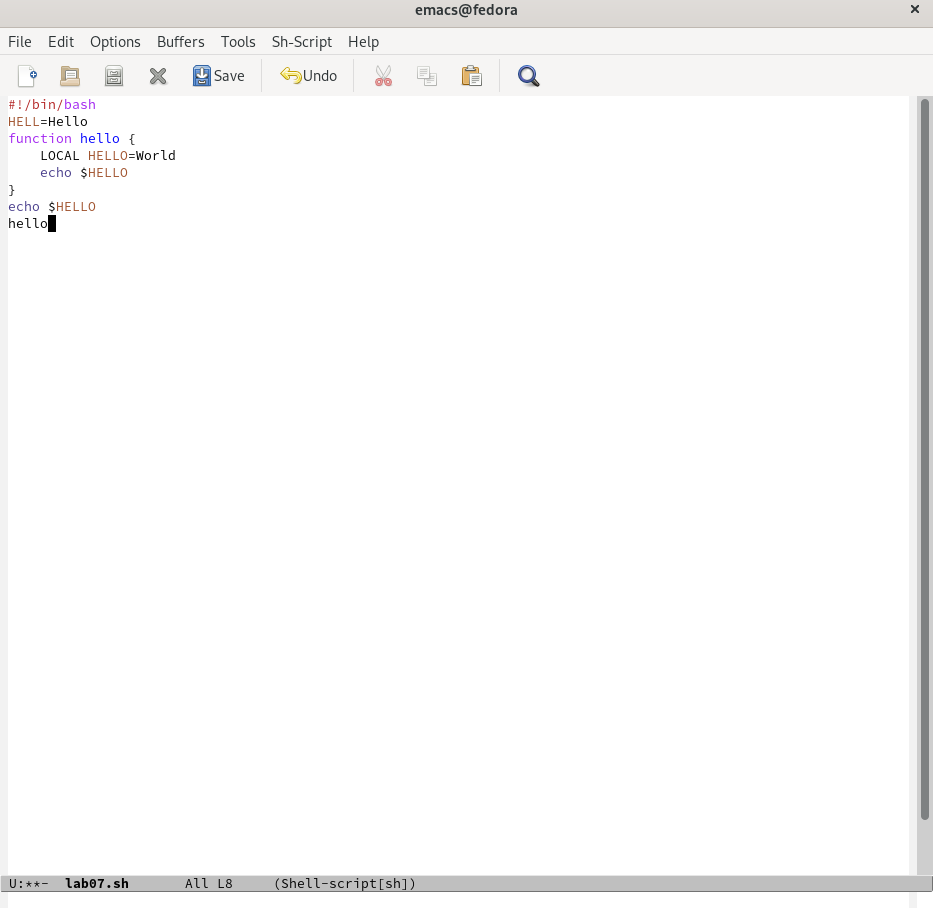 emacs@fedora ×
File Edit Options Buffers Tools Sh-Script Help
Save Undo
#!/bin/bash
HELL=Hello
function hello {
    LOCAL HELLO=World
    echo $HELLO
}
echo $HELLO
hello
U:**- lab07.sh All L8 (Shell-script[sh])